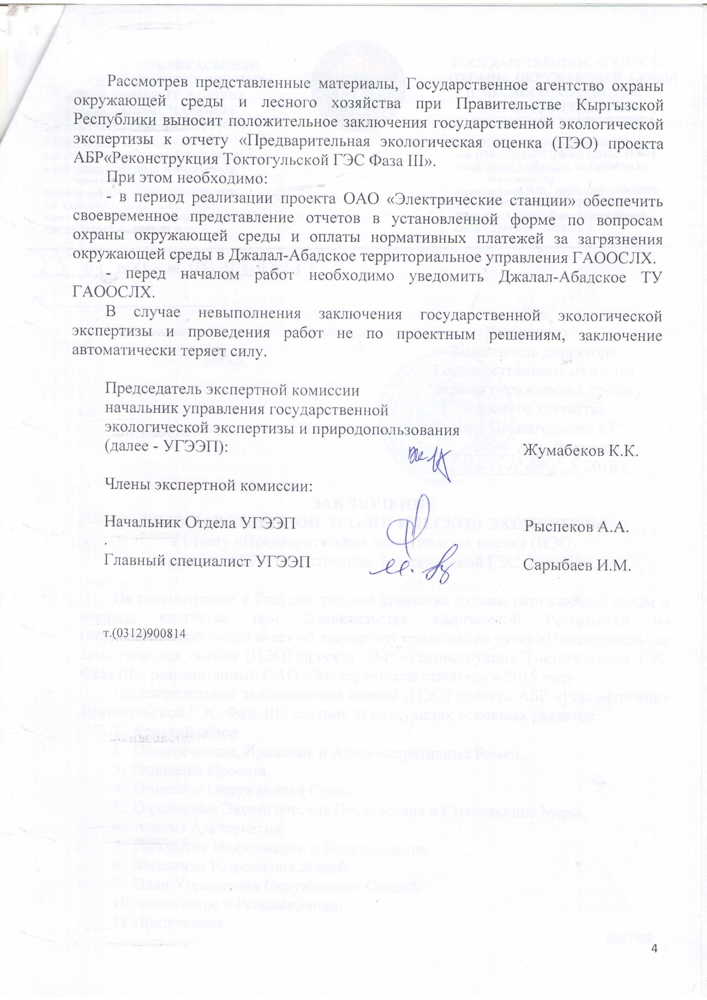 Рассмотрев представленные материалы, Государственное агентство охраны
окружающей среды и лесного хозяйства при Правительстве Кыргызской
Республики выносит положительное заключения государственной экологической
экспертизы к отчету «Предварительная экологическая оценка (ПЭО) проекта
АБР«Реконструкция Токтогульской ГЭС Фаза III».
При этом необходимо:
- в период реализации проекта ОАО «Электрические станции» обеспечить
своевременное представление отчетов в установленной форме по вопросам
охраны окружающей среды и оплаты нормативных платежей за загрязнения
окружающей среды в Джалал-Абадское территориальное управления ГАООСЛХ.
- перед началом работ необходимо уведомить Джалал-Абадское ТУ
ГАООСЛХ.
В случае невыполнения заключения государственной экологической
экспертизы и проведения работ не по проектным решениям, заключение
автоматически теряет силу.
Председатель экспертной комиссии
начальник управления государственной
экологической экспертизы и природопользования
(далее - УГЭЭП): Жумабеков К.К.
Члены экспертной комиссии:
Начальник Отдела УГЭЭП Рыспеков А.А.
.
Главный специалист УГЭЭП Сарыбаев И.М.
т.(0312)900814
4